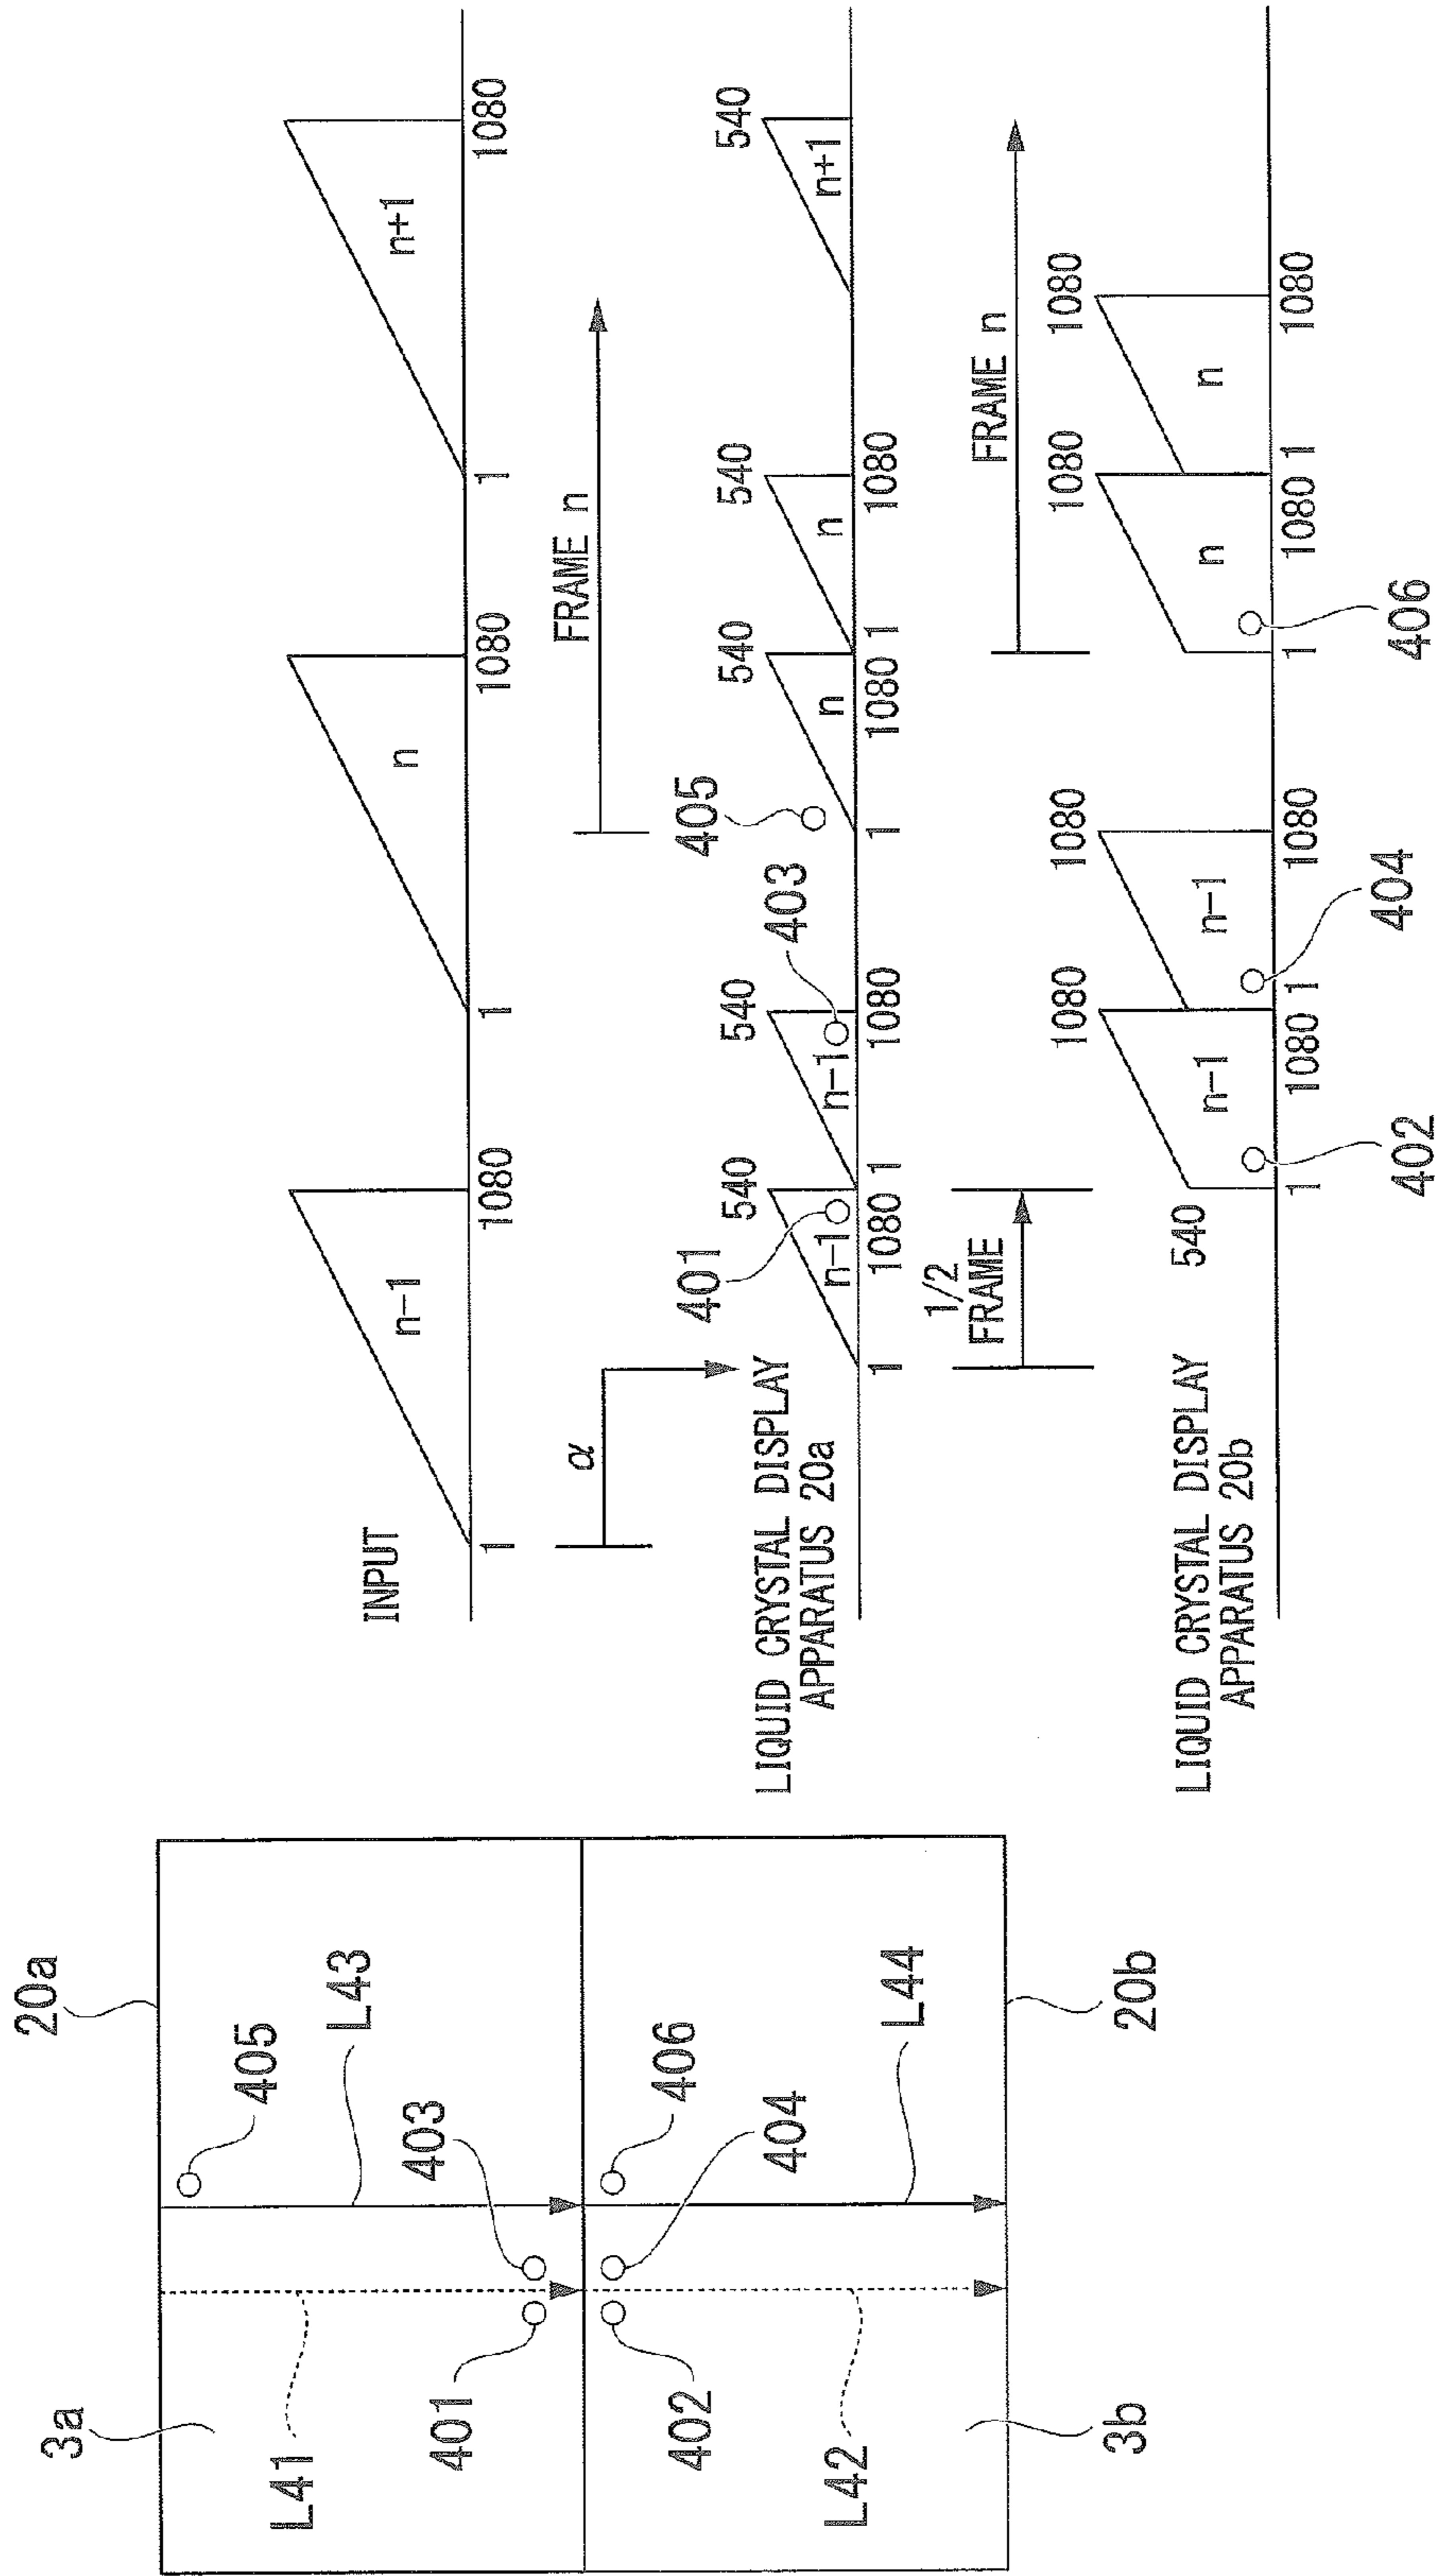 20a
405
L43
403
3a
L41
401
402
404
406
L44
L42
3b
20b
INPUT
n-1
n
n+1
1
1080
1
1080
1
1080
α
FRAME n
LIQUID CRYSTAL DISPLAY
APPARATUS 20a
401
403
405
540
540
540
540
540
n-1
n-1
n
n
n+1
1
1080
1
1080
1
1080
1
1080
1/2
FRAME
FRAME n
LIQUID CRYSTAL DISPLAY
APPARATUS 20b
540
1080
1080
1080
1080
n-1
n-1
n
n
1
1080
1
1080
1
1080
1
1080
402
404
406